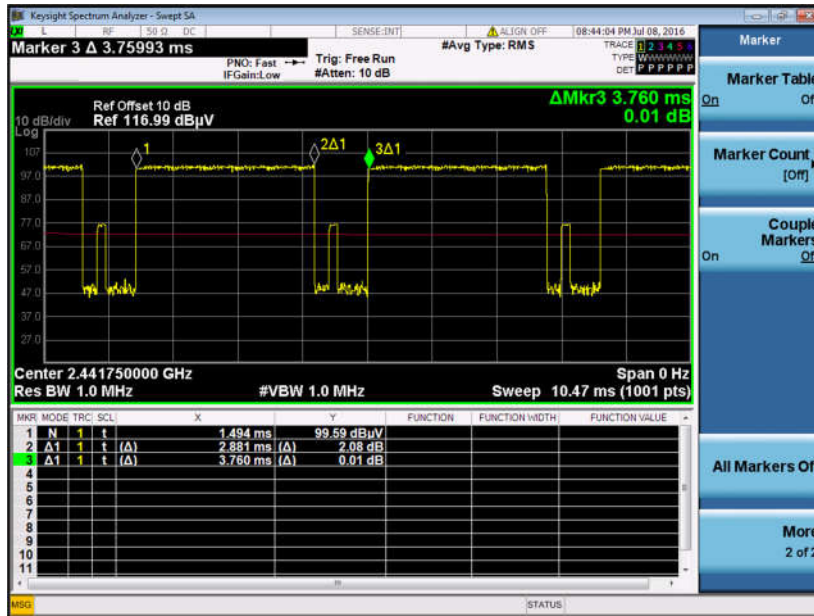 Keysight Spectrum Analyzer - Swept SA
L RF 50 Ω DC SENSE:INT ALIGN OFF 08:44:04 PM Jul 08, 2016
Marker 3 Δ 3.75993 ms
PNO: Fast
IFGain:Low
Trig: Free Run
#Atten: 10 dB
#Avg Type: RMS
TRACE 1 2 3 4 5 6
TYPE W
DET P P P P P P
ΔMkr3 3.760 ms
0.01 dB
Ref Offset 10 dB
10 dB/div Ref 116.99 dBµV
Log
1
2Δ1
3Δ1
107
97.0
87.0
77.0
67.0
57.0
47.0
37.0
27.0
Center 2.441750000 GHz Span 0 Hz
Res BW 1.0 MHz #VBW 1.0 MHz Sweep 10.47 ms (1001 pts)
MKR MODE TRC SCL X Y FUNCTION FUNCTION WIDTH FUNCTION VALUE
1 N 1 t 1.494 ms 99.59 dBµV
2 Δ1 1 t (Δ) 2.881 ms (Δ) 2.08 dB
3 Δ1 1 t (Δ) 3.760 ms (Δ) 0.01 dB
4
5
6
7
8
9
10
11
MSG STATUS
Marker
Marker Table
On Of
Marker Count
[Off]
Couple
Markers
On Of
All Markers Of
More
2 of 2